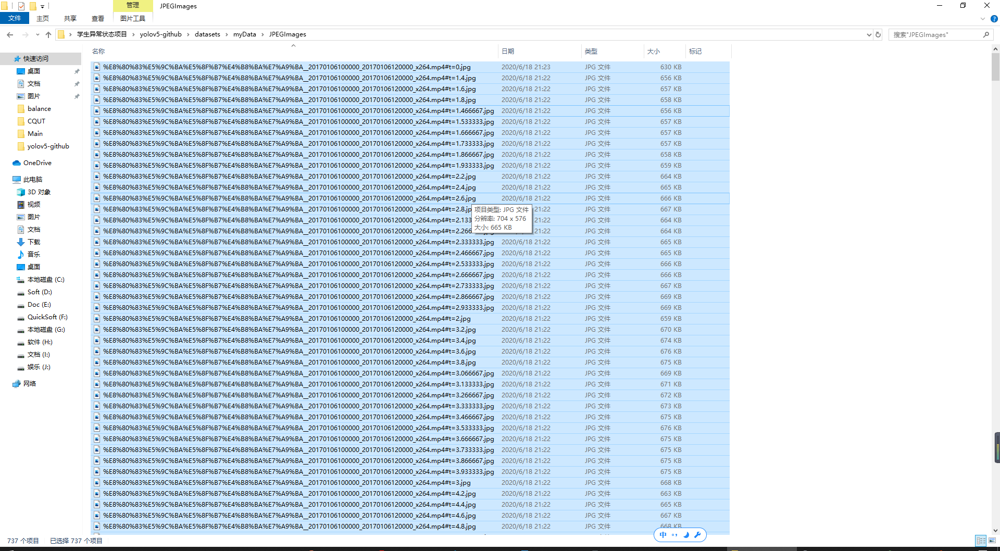 管理
JPEGImages
文件
主页
共享
查看
图片工具
学生异常状态项目 › yolov5-github › datasets › myData › JPEGImages
搜索"JPEGImages"
名称 日期 类型 大小 标记
快速访问
桌面
文档
图片
balance
CQUT
Main
yolov5-github
OneDrive
此电脑
3D 对象
视频
图片
文档
下载
音乐
桌面
本地磁盘 (C:)
Soft (D:)
Doc (E:)
QuickSoft (F:)
本地磁盘 (G:)
软件 (H:)
文档 (I:)
娱乐 (J:)
网络
%E8%80%83%E5%9C%BA%E5%8F%B7%E4%B8%BA%E7%A9%BA__20170106100000_20170106120000_x264.mp4#t=0.jpg 2020/6/18 21:23 JPG 文件 630 KB
%E8%80%83%E5%9C%BA%E5%8F%B7%E4%B8%BA%E7%A9%BA__20170106100000_20170106120000_x264.mp4#t=1.4.jpg 2020/6/18 21:22 JPG 文件 656 KB
%E8%80%83%E5%9C%BA%E5%8F%B7%E4%B8%BA%E7%A9%BA__20170106100000_20170106120000_x264.mp4#t=1.6.jpg 2020/6/18 21:22 JPG 文件 657 KB
%E8%80%83%E5%9C%BA%E5%8F%B7%E4%B8%BA%E7%A9%BA__20170106100000_20170106120000_x264.mp4#t=1.8.jpg 2020/6/18 21:22 JPG 文件 658 KB
%E8%80%83%E5%9C%BA%E5%8F%B7%E4%B8%BA%E7%A9%BA__20170106100000_20170106120000_x264.mp4#t=1.466667.jpg 2020/6/18 21:22 JPG 文件 656 KB
%E8%80%83%E5%9C%BA%E5%8F%B7%E4%B8%BA%E7%A9%BA__20170106100000_20170106120000_x264.mp4#t=1.533333.jpg 2020/6/18 21:22 JPG 文件 657 KB
%E8%80%83%E5%9C%BA%E5%8F%B7%E4%B8%BA%E7%A9%BA__20170106100000_20170106120000_x264.mp4#t=1.666667.jpg 2020/6/18 21:22 JPG 文件 657 KB
%E8%80%83%E5%9C%BA%E5%8F%B7%E4%B8%BA%E7%A9%BA__20170106100000_20170106120000_x264.mp4#t=1.733333.jpg 2020/6/18 21:22 JPG 文件 657 KB
%E8%80%83%E5%9C%BA%E5%8F%B7%E4%B8%BA%E7%A9%BA__20170106100000_20170106120000_x264.mp4#t=1.866667.jpg 2020/6/18 21:22 JPG 文件 658 KB
%E8%80%83%E5%9C%BA%E5%8F%B7%E4%B8%BA%E7%A9%BA__20170106100000_20170106120000_x264.mp4#t=1.933333.jpg 2020/6/18 21:22 JPG 文件 659 KB
%E8%80%83%E5%9C%BA%E5%8F%B7%E4%B8%BA%E7%A9%BA__20170106100000_20170106120000_x264.mp4#t=2.2.jpg 2020/6/18 21:22 JPG 文件 664 KB
%E8%80%83%E5%9C%BA%E5%8F%B7%E4%B8%BA%E7%A9%BA__20170106100000_20170106120000_x264.mp4#t=2.4.jpg 2020/6/18 21:22 JPG 文件 665 KB
%E8%80%83%E5%9C%BA%E5%8F%B7%E4%B8%BA%E7%A9%BA__20170106100000_20170106120000_x264.mp4#t=2.6.jpg 2020/6/18 21:22 JPG 文件 666 KB
%E8%80%83%E5%9C%BA%E5%8F%B7%E4%B8%BA%E7%A9%BA__20170106100000_20170106120000_x264.mp4#t=2.8.jp 21:22 JPG 文件 667 KB
%E8%80%83%E5%9C%BA%E5%8F%B7%E4%B8%BA%E7%A9%BA__20170106100000_20170106120000_x264.mp4#t=2.133 21:22 JPG 文件 664 KB
%E8%80%83%E5%9C%BA%E5%8F%B7%E4%B8%BA%E7%A9%BA__20170106100000_20170106120000_x264.mp4#t=2.266 21:22 JPG 文件 664 KB
项目类型: JPG 文件
分辨率: 704 x 576
大小: 665 KB
%E8%80%83%E5%9C%BA%E5%8F%B7%E4%B8%BA%E7%A9%BA__20170106100000_20170106120000_x264.mp4#t=2.333333.jpg 2020/6/18 21:22 JPG 文件 665 KB
%E8%80%83%E5%9C%BA%E5%8F%B7%E4%B8%BA%E7%A9%BA__20170106100000_20170106120000_x264.mp4#t=2.466667.jpg 2020/6/18 21:22 JPG 文件 665 KB
%E8%80%83%E5%9C%BA%E5%8F%B7%E4%B8%BA%E7%A9%BA__20170106100000_20170106120000_x264.mp4#t=2.533333.jpg 2020/6/18 21:22 JPG 文件 666 KB
%E8%80%83%E5%9C%BA%E5%8F%B7%E4%B8%BA%E7%A9%BA__20170106100000_20170106120000_x264.mp4#t=2.666667.jpg 2020/6/18 21:22 JPG 文件 666 KB
%E8%80%83%E5%9C%BA%E5%8F%B7%E4%B8%BA%E7%A9%BA__20170106100000_20170106120000_x264.mp4#t=2.733333.jpg 2020/6/18 21:22 JPG 文件 667 KB
%E8%80%83%E5%9C%BA%E5%8F%B7%E4%B8%BA%E7%A9%BA__20170106100000_20170106120000_x264.mp4#t=2.866667.jpg 2020/6/18 21:22 JPG 文件 669 KB
%E8%80%83%E5%9C%BA%E5%8F%B7%E4%B8%BA%E7%A9%BA__20170106100000_20170106120000_x264.mp4#t=2.933333.jpg 2020/6/18 21:22 JPG 文件 669 KB
%E8%80%83%E5%9C%BA%E5%8F%B7%E4%B8%BA%E7%A9%BA__20170106100000_20170106120000_x264.mp4#t=2.jpg 2020/6/18 21:22 JPG 文件 659 KB
%E8%80%83%E5%9C%BA%E5%8F%B7%E4%B8%BA%E7%A9%BA__20170106100000_20170106120000_x264.mp4#t=3.2.jpg 2020/6/18 21:22 JPG 文件 670 KB
%E8%80%83%E5%9C%BA%E5%8F%B7%E4%B8%BA%E7%A9%BA__20170106100000_20170106120000_x264.mp4#t=3.4.jpg 2020/6/18 21:22 JPG 文件 674 KB
%E8%80%83%E5%9C%BA%E5%8F%B7%E4%B8%BA%E7%A9%BA__20170106100000_20170106120000_x264.mp4#t=3.6.jpg 2020/6/18 21:22 JPG 文件 676 KB
%E8%80%83%E5%9C%BA%E5%8F%B7%E4%B8%BA%E7%A9%BA__20170106100000_20170106120000_x264.mp4#t=3.8.jpg 2020/6/18 21:22 JPG 文件 675 KB
%E8%80%83%E5%9C%BA%E5%8F%B7%E4%B8%BA%E7%A9%BA__20170106100000_20170106120000_x264.mp4#t=3.066667.jpg 2020/6/18 21:22 JPG 文件 669 KB
%E8%80%83%E5%9C%BA%E5%8F%B7%E4%B8%BA%E7%A9%BA__20170106100000_20170106120000_x264.mp4#t=3.133333.jpg 2020/6/18 21:22 JPG 文件 671 KB
%E8%80%83%E5%9C%BA%E5%8F%B7%E4%B8%BA%E7%A9%BA__20170106100000_20170106120000_x264.mp4#t=3.266667.jpg 2020/6/18 21:22 JPG 文件 672 KB
%E8%80%83%E5%9C%BA%E5%8F%B7%E4%B8%BA%E7%A9%BA__20170106100000_20170106120000_x264.mp4#t=3.333333.jpg 2020/6/18 21:22 JPG 文件 673 KB
%E8%80%83%E5%9C%BA%E5%8F%B7%E4%B8%BA%E7%A9%BA__20170106100000_20170106120000_x264.mp4#t=3.466667.jpg 2020/6/18 21:22 JPG 文件 675 KB
%E8%80%83%E5%9C%BA%E5%8F%B7%E4%B8%BA%E7%A9%BA__20170106100000_20170106120000_x264.mp4#t=3.533333.jpg 2020/6/18 21:22 JPG 文件 676 KB
%E8%80%83%E5%9C%BA%E5%8F%B7%E4%B8%BA%E7%A9%BA__20170106100000_20170106120000_x264.mp4#t=3.666667.jpg 2020/6/18 21:22 JPG 文件 675 KB
%E8%80%83%E5%9C%BA%E5%8F%B7%E4%B8%BA%E7%A9%BA__20170106100000_20170106120000_x264.mp4#t=3.733333.jpg 2020/6/18 21:22 JPG 文件 675 KB
%E8%80%83%E5%9C%BA%E5%8F%B7%E4%B8%BA%E7%A9%BA__20170106100000_20170106120000_x264.mp4#t=3.866667.jpg 2020/6/18 21:22 JPG 文件 675 KB
%E8%80%83%E5%9C%BA%E5%8F%B7%E4%B8%BA%E7%A9%BA__20170106100000_20170106120000_x264.mp4#t=3.933333.jpg 2020/6/18 21:22 JPG 文件 675 KB
%E8%80%83%E5%9C%BA%E5%8F%B7%E4%B8%BA%E7%A9%BA__20170106100000_20170106120000_x264.mp4#t=3.jpg 2020/6/18 21:22 JPG 文件 668 KB
%E8%80%83%E5%9C%BA%E5%8F%B7%E4%B8%BA%E7%A9%BA__20170106100000_20170106120000_x264.mp4#t=4.2.jpg 2020/6/18 21:22 JPG 文件 663 KB
%E8%80%83%E5%9C%BA%E5%8F%B7%E4%B8%BA%E7%A9%BA__20170106100000_20170106120000_x264.mp4#t=4.4.jpg 2020/6/18 21:22 JPG 文件 665 KB
%E8%80%83%E5%9C%BA%E5%8F%B7%E4%B8%BA%E7%A9%BA__20170106100000_20170106120000_x264.mp4#t=4.6.jpg 2020/6/18 21:22 JPG 文件 667 KB
%E8%80%83%E5%9C%BA%E5%8F%B7%E4%B8%BA%E7%A9%BA__20170106100000_20170106120000_x264.mp4#t=4.8.jpg 2020/6/18 21:22 JPG 文件 668 KB
中
737 个项目 已选择 737 个项目